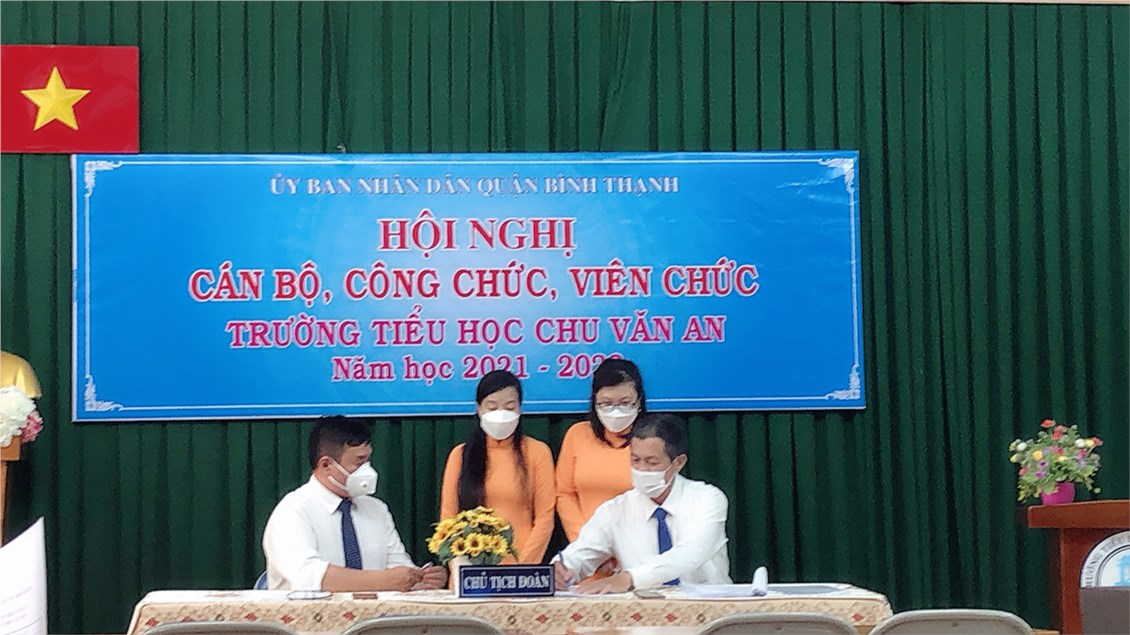 ỦY BAN NHÂN DÂN QUẬN BÌNH THẠNH
HỘI NGHỊ
CÁN BỘ, CÔNG CHỨC, VIÊN CHỨC
TRƯỜNG TIỂU HỌC CHU VĂN AN
Năm học 2021 - 2022
CHỦ TỊCH ĐOÀN